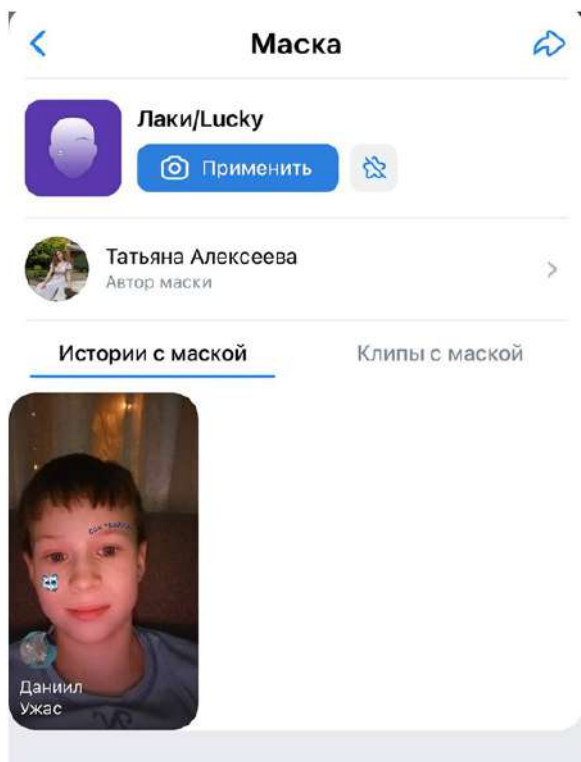 Маска
Лаки/Lucky
Применить
Татьяна Алексеева
Автор маски
Истории с маской
Клипы с маской
Даниил
Ужас